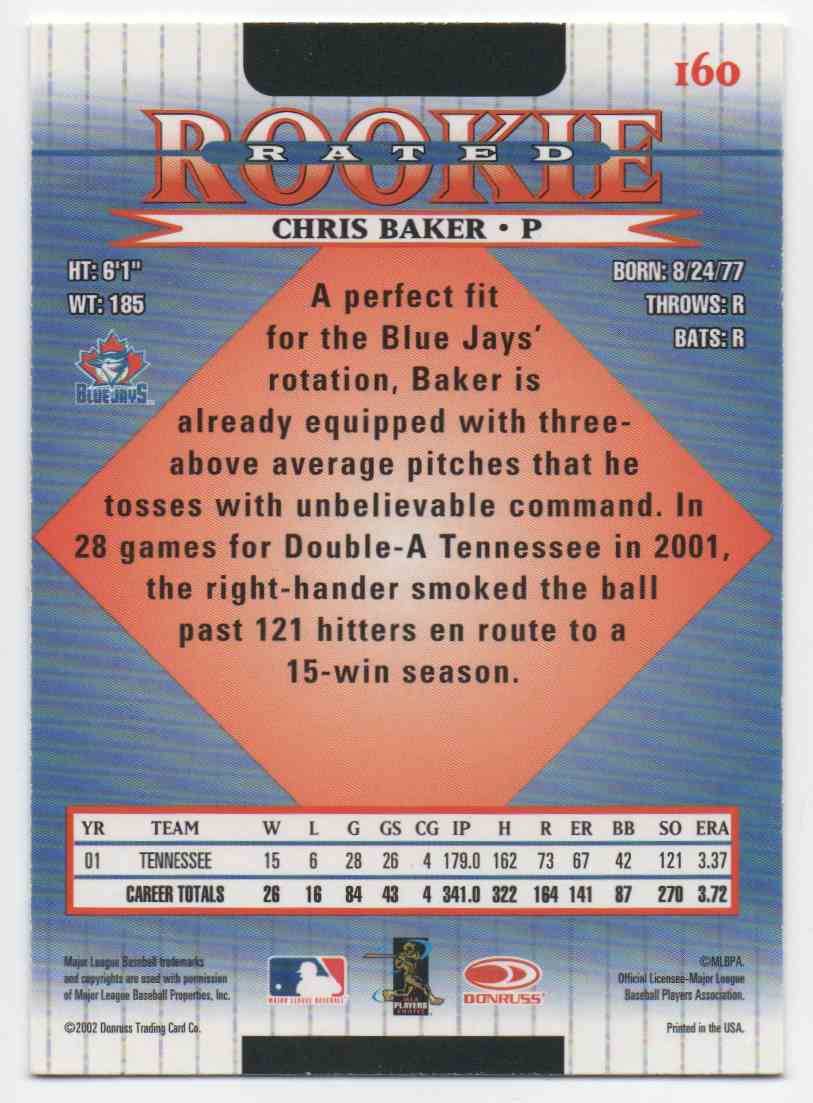 160
ROOKIE
RATED
CHRIS BAKER • P
HT: 6'1"
WT: 185
BORN: 8/24/77
THROWS: R
BATS: R
BLUE JAYS
A perfect fit
for the Blue Jays'
rotation, Baker is
already equipped with three-
above average pitches that he
tosses with unbelievable command. In
28 games for Double-A Tennessee in 2001,
the right-hander smoked the ball
past 121 hitters en route to a
15-win season.
YR TEAM W L G GS CG IP H R ER BB SO ERA
01 TENNESSEE 15 6 28 26 4 179.0 162 73 67 42 121 3.37
CAREER TOTALS 26 16 84 43 4 341.0 322 164 141 87 270 3.72
Major League Baseball trademarks
and copyrights are used with permission
of Major League Baseball Properties, Inc.
©2002 Donruss Trading Card Co.
MAJOR LEAGUE BASEBALL
PLAYERS
CHOICE
DONRUSS
©MLBPA.
Official Licensee-Major League
Baseball Players Association.
Printed in the USA.